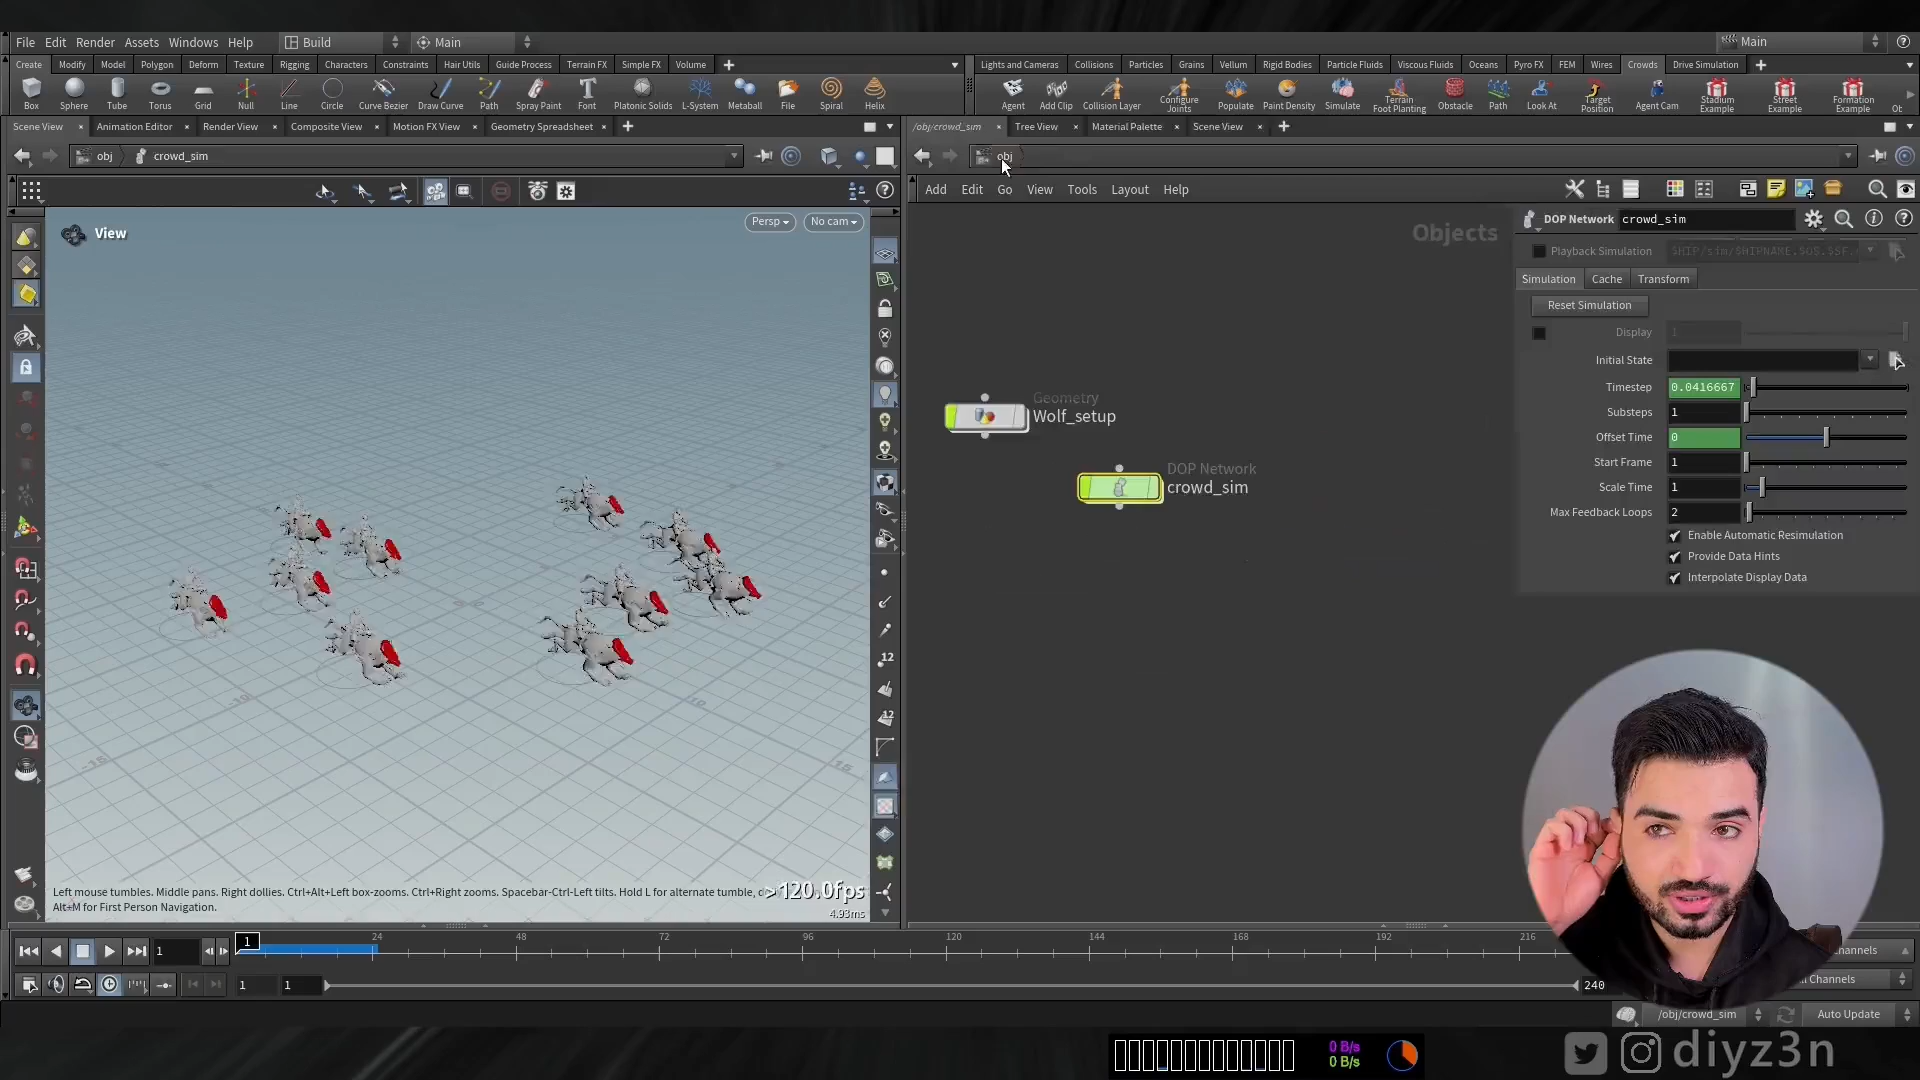 File Edit Render Assets Windows Help Build Main Main
Create Modify Model Polygon Deform Texture Rigging Characters Constraints Hair Utils Guide Process Terrain FX Simple FX Volume
Lights and Cameras Collisions Particles Grains Vellum Rigid Bodies Particle Fluids Viscous Fluids Oceans Pyro FX FEM Wires Crowds Drive Simulation
Box Sphere Tube Torus Grid Null Line Circle Curve Bezier Draw Curve Path Spray Paint Font Platonic Solids L-System Metaball File Spiral Helix
Agent Add Clip Collision Layer Configure Joints Populate Paint Density Simulate Terrain Foot Planting Obstacle Path Look At Target Position Agent Cam Stadium Example Street Example Formation Example
Scene View Animation Editor Render View Composite View Motion FX View Geometry Spreadsheet
/obj/crowd_sim Tree View Material Palette Scene View
obj crowd_sim
obj
Add Edit Go View Tools Layout Help
View
Persp No cam
Objects
DOP Network crowd_sim
Playback Simulation
Simulation Cache Transform
Reset Simulation
Display 1
Initial State
Timestep 0.0416667
Substeps 1
Offset Time 0
Start Frame 1
Scale Time 1
Max Feedback Loops 2
Enable Automatic Resimulation
Provide Data Hints
Interpolate Display Data
Geometry
Wolf_setup
DOP Network
crowd_sim
12
12
-10
10
-15
15
Left mouse tumbles. Middle pans. Right dollies. Ctrl+Alt+Left box-zooms. Ctrl+Right zooms. Spacebar-Ctrl-Left tilts. Hold L for alternate tumble,
Alt+M for First Person Navigation.
>120.0fps
4.93ms
1 1 24 48 72 96 120 144 168 192 216
hannels
1 1 240
Channels
/obj/crowd_sim Auto Update
0 B/s
0 B/s
diyz3n